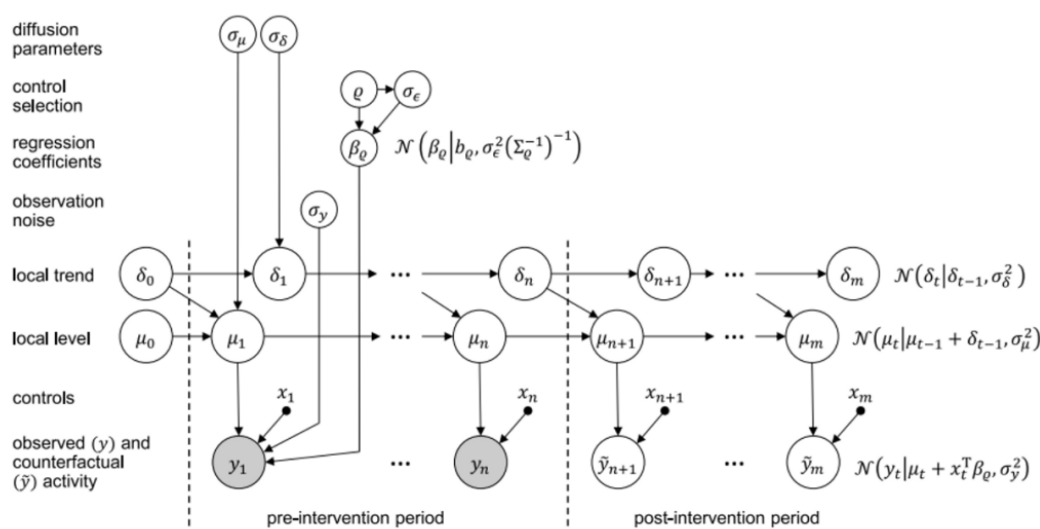 diffusion
parameters
σ_μ σ_δ
control
selection
ϱ σ_ϵ
regression
coefficients
β_ϱ 𝒩(β_ϱ|b_ϱ, σ_ϵ^2(Σ_ϱ^{-1})^{-1})
observation
noise
σ_y
local trend δ_0 δ_1 ... δ_n δ_{n+1} ... δ_m 𝒩(δ_t|δ_{t-1}, σ_δ^2)
local level μ_0 μ_1 ... μ_n μ_{n+1} ... μ_m 𝒩(μ_t|μ_{t-1} + δ_{t-1}, σ_μ^2)
controls x_1 x_n x_{n+1} x_m
observed (y) and
counterfactual
(ỹ) activity
y_1 ... y_n ỹ_{n+1} ... ỹ_m 𝒩(y_t|μ_t + x_t^T β_ϱ, σ_y^2)
pre-intervention period post-intervention period